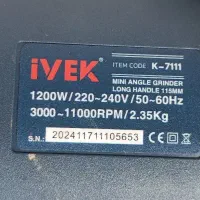 iVEK® ITEM CODE K-7111
MINI ANGLE GRINDER
LONG HANDLE 115MM
1200W/220~240V/50~60Hz
3000~11000RPM/2.35Kg
S.N.: 202411711105653